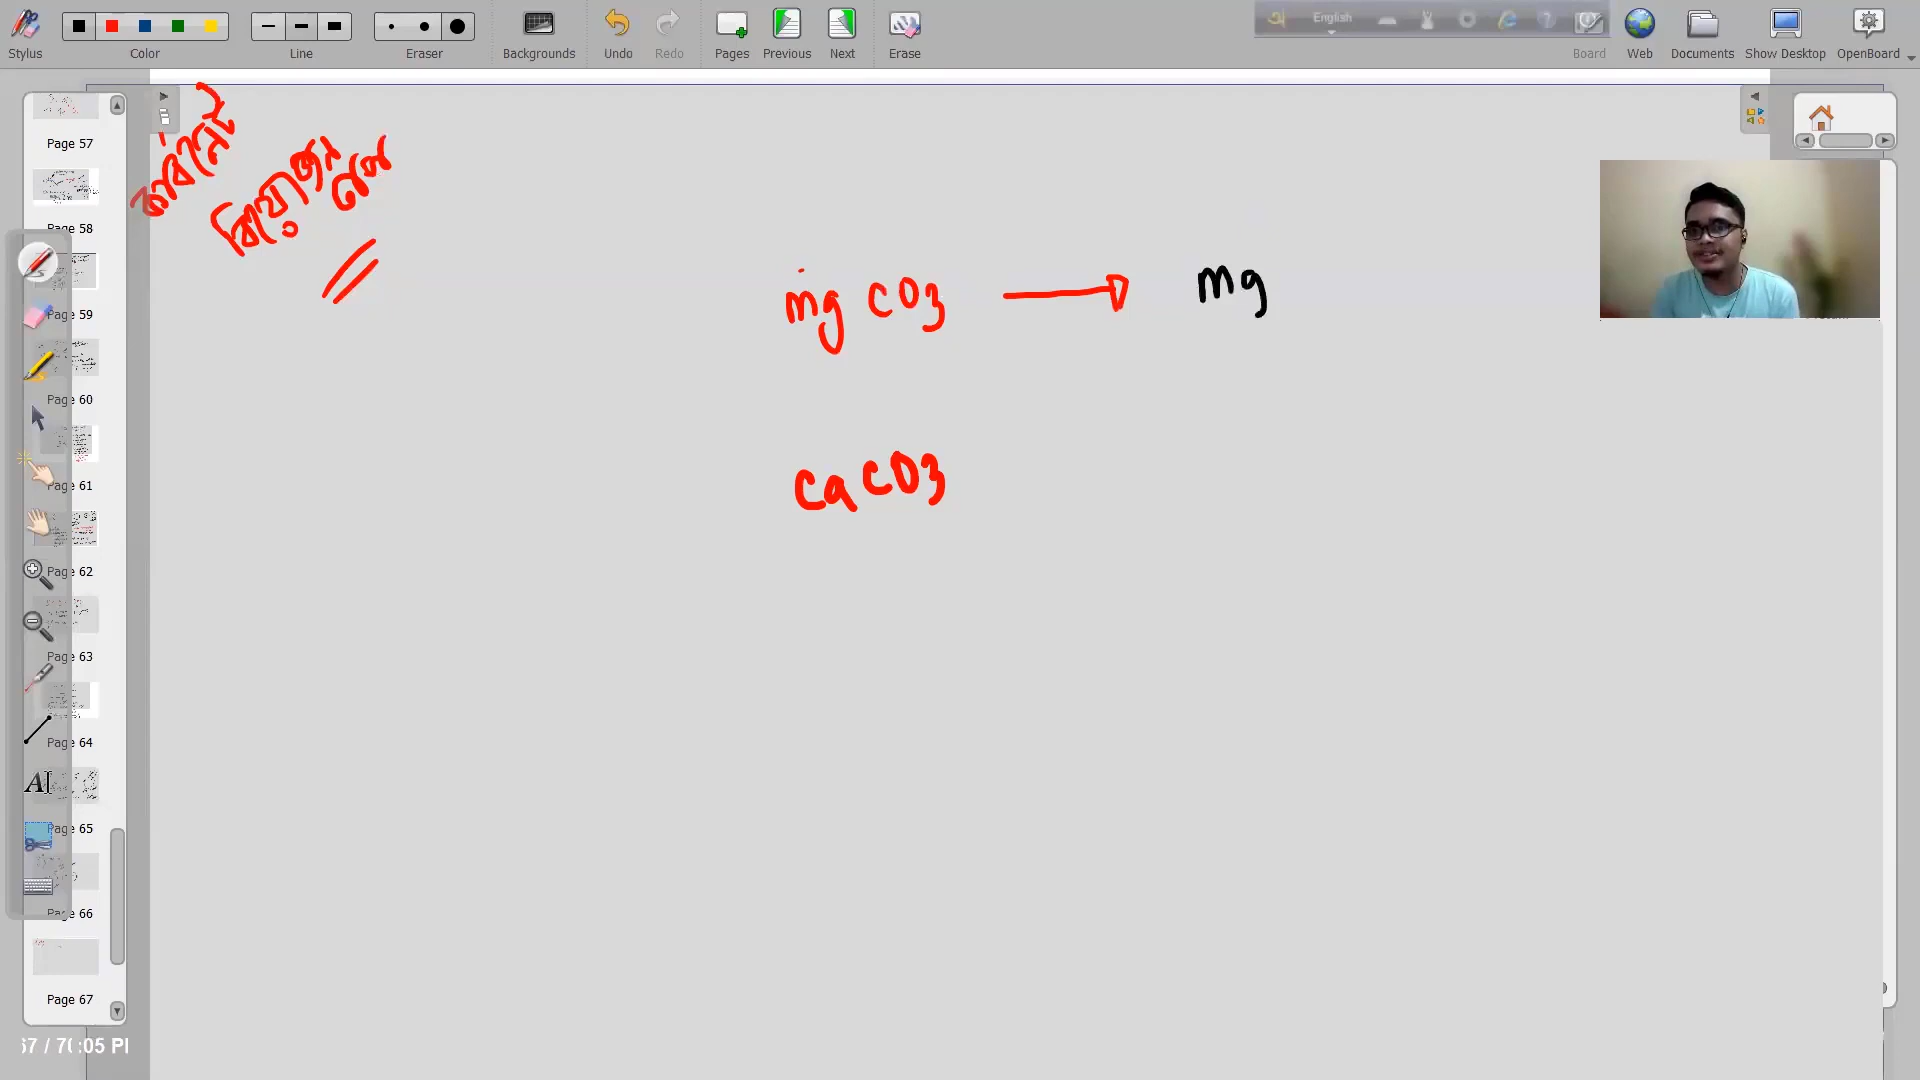 Stylus
Color
Line
Eraser
Backgrounds
Undo
Redo
Pages
Previous
Next
Erase
English
Board
Web
Documents
Show Desktop
OpenBoard
Page 57
Page 58
Page 59
Page 60
Page 61
Page 62
Page 63
Page 64
Page 65
Page 66
Page 67
বিয়োজন
mg CO3 → mg
CaCO3